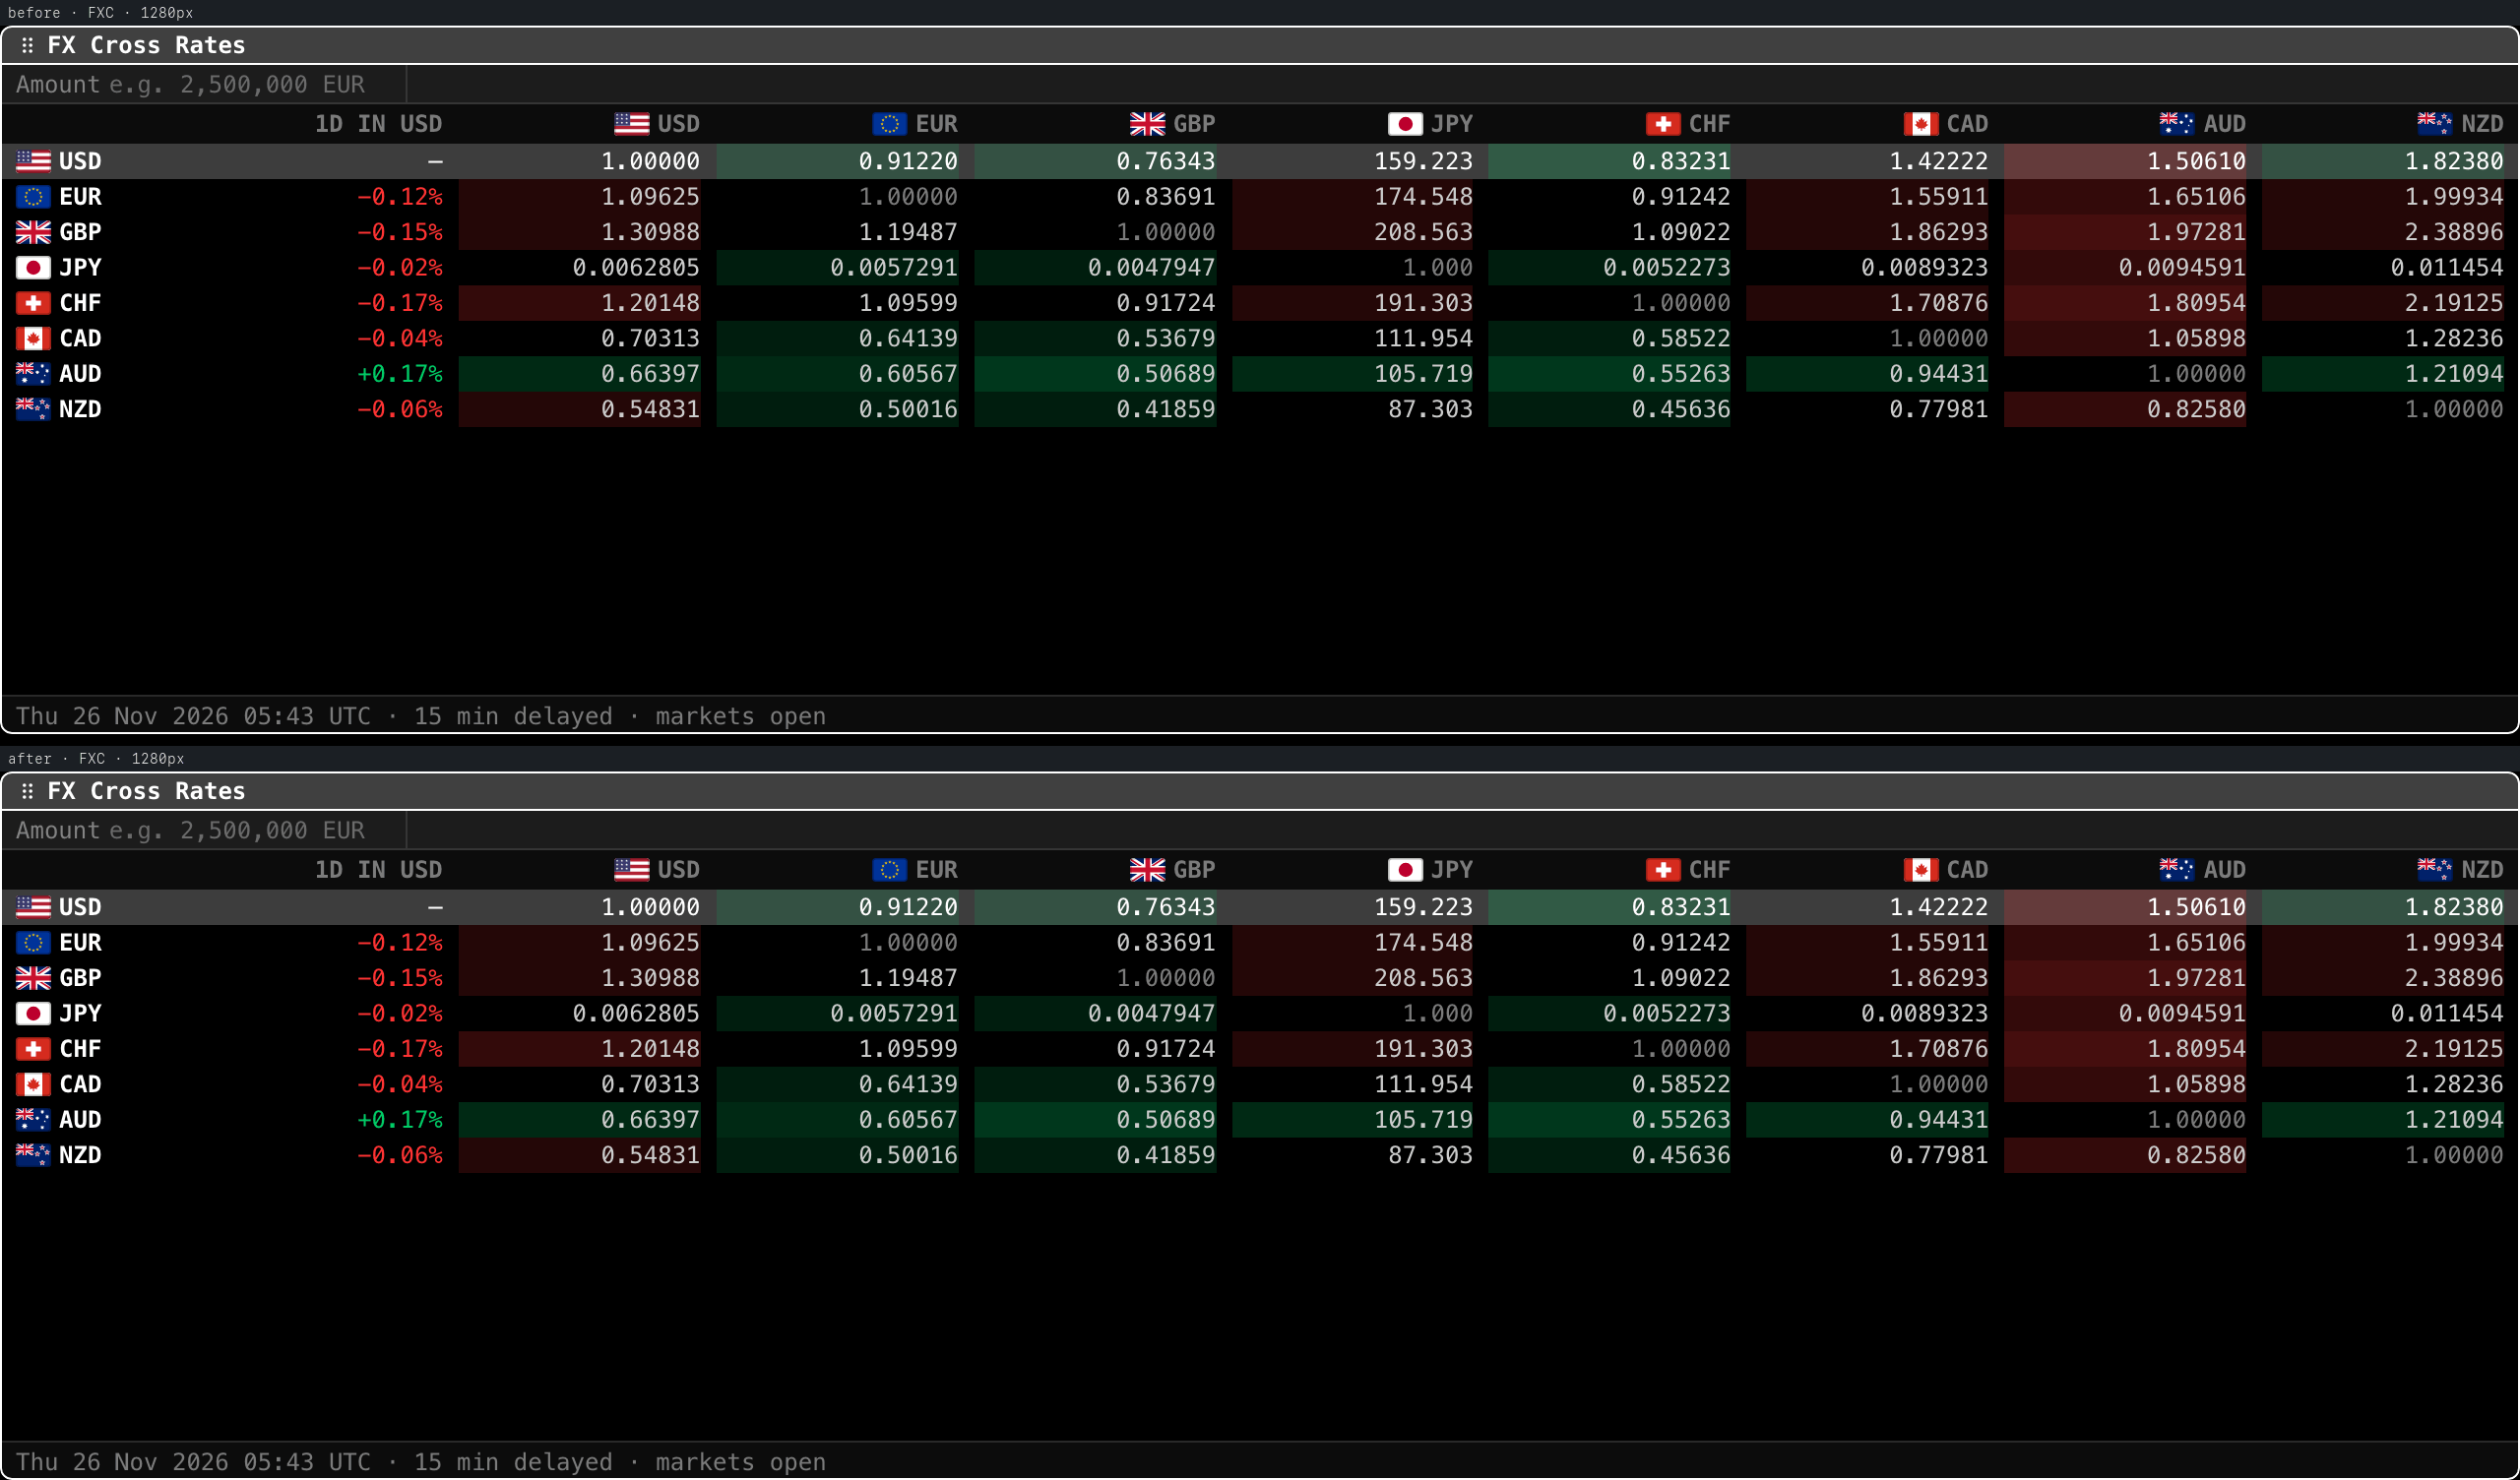 before · FXC · 1280px
FX Cross Rates
Amount e.g. 2,500,000 EUR
1D IN USD USD EUR GBP JPY CHF CAD AUD NZD
USD — 1.00000 0.91220 0.76343 159.223 0.83231 1.42222 1.50610 1.82380
EUR −0.12% 1.09625 1.00000 0.83691 174.548 0.91242 1.55911 1.65106 1.99934
GBP −0.15% 1.30988 1.19487 1.00000 208.563 1.09022 1.86293 1.97281 2.38896
JPY −0.02% 0.0062805 0.0057291 0.0047947 1.000 0.0052273 0.0089323 0.0094591 0.011454
CHF −0.17% 1.20148 1.09599 0.91724 191.303 1.00000 1.70876 1.80954 2.19125
CAD −0.04% 0.70313 0.64139 0.53679 111.954 0.58522 1.00000 1.05898 1.28236
AUD +0.17% 0.66397 0.60567 0.50689 105.719 0.55263 0.94431 1.00000 1.21094
NZD −0.06% 0.54831 0.50016 0.41859 87.303 0.45636 0.77981 0.82580 1.00000
Thu 26 Nov 2026 05:43 UTC · 15 min delayed · markets open
after · FXC · 1280px
FX Cross Rates
Amount e.g. 2,500,000 EUR
1D IN USD USD EUR GBP JPY CHF CAD AUD NZD
USD — 1.00000 0.91220 0.76343 159.223 0.83231 1.42222 1.50610 1.82380
EUR −0.12% 1.09625 1.00000 0.83691 174.548 0.91242 1.55911 1.65106 1.99934
GBP −0.15% 1.30988 1.19487 1.00000 208.563 1.09022 1.86293 1.97281 2.38896
JPY −0.02% 0.0062805 0.0057291 0.0047947 1.000 0.0052273 0.0089323 0.0094591 0.011454
CHF −0.17% 1.20148 1.09599 0.91724 191.303 1.00000 1.70876 1.80954 2.19125
CAD −0.04% 0.70313 0.64139 0.53679 111.954 0.58522 1.00000 1.05898 1.28236
AUD +0.17% 0.66397 0.60567 0.50689 105.719 0.55263 0.94431 1.00000 1.21094
NZD −0.06% 0.54831 0.50016 0.41859 87.303 0.45636 0.77981 0.82580 1.00000
Thu 26 Nov 2026 05:43 UTC · 15 min delayed · markets open